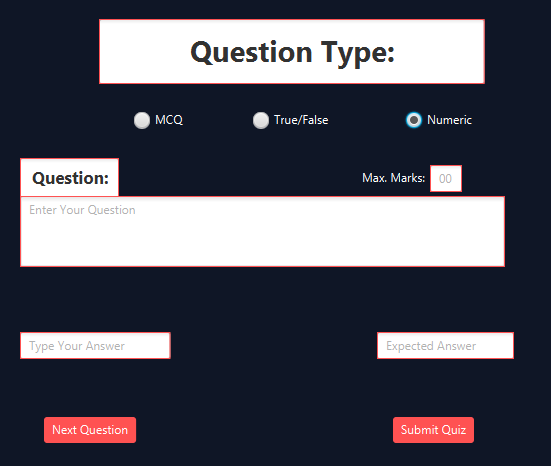 Question Type:
MCQ True/False Numeric
Question:
Max. Marks: 00
Enter Your Question
Type Your Answer Expected Answer
Next Question Submit Quiz